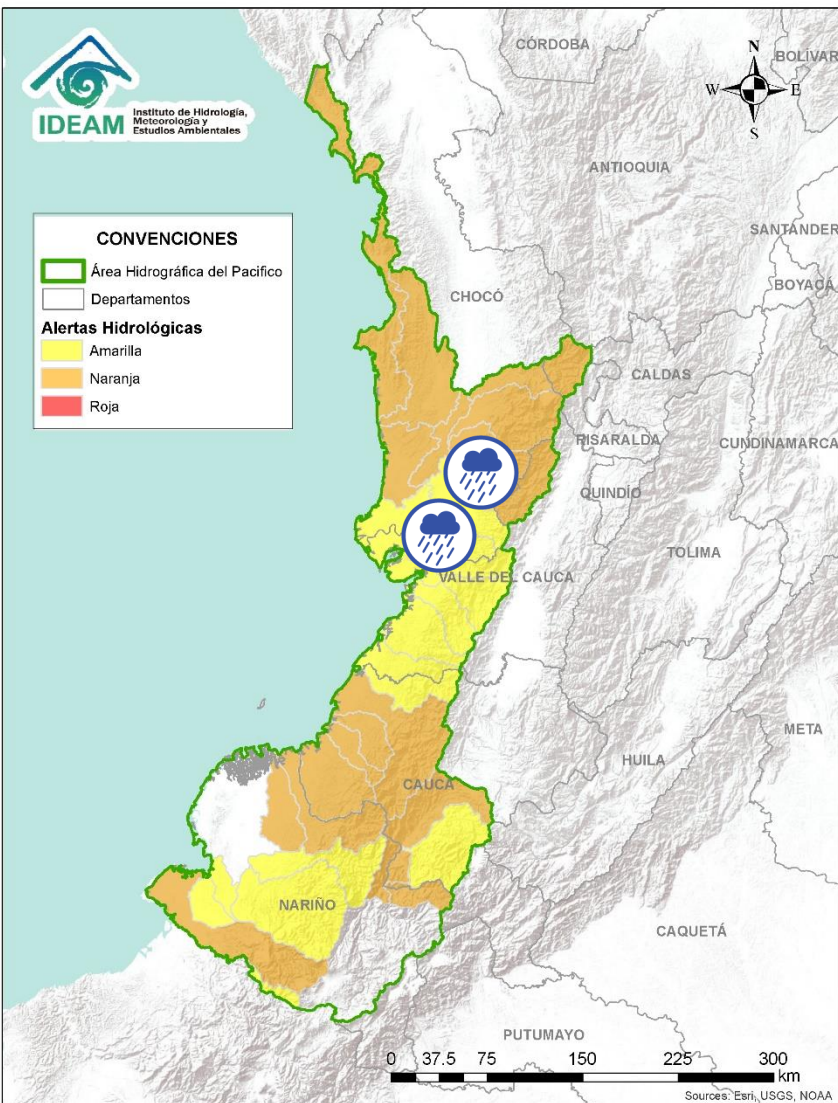 IDEAM
Instituto de Hidrología,
Meteorología y
Estudios Ambientales
N
W
E
S
CÓRDOBA
BOLÍVAR
ANTIOQUIA
SANTANDER
BOYACÁ
CONVENCIONES
Área Hidrográfica del Pacifico
Departamentos
Alertas Hidrológicas
Amarilla
Naranja
Roja
CHOCÓ
CALDAS
RISARALDA
CUNDINAMARCA
QUINDÍO
TOLIMA
VALLE DEL CAUCA
META
HUILA
CAUCA
NARIÑO
CAQUETÁ
PUTUMAYO
0 37.5 75 150 225 300
km
Sources: Esri, USGS, NOAA